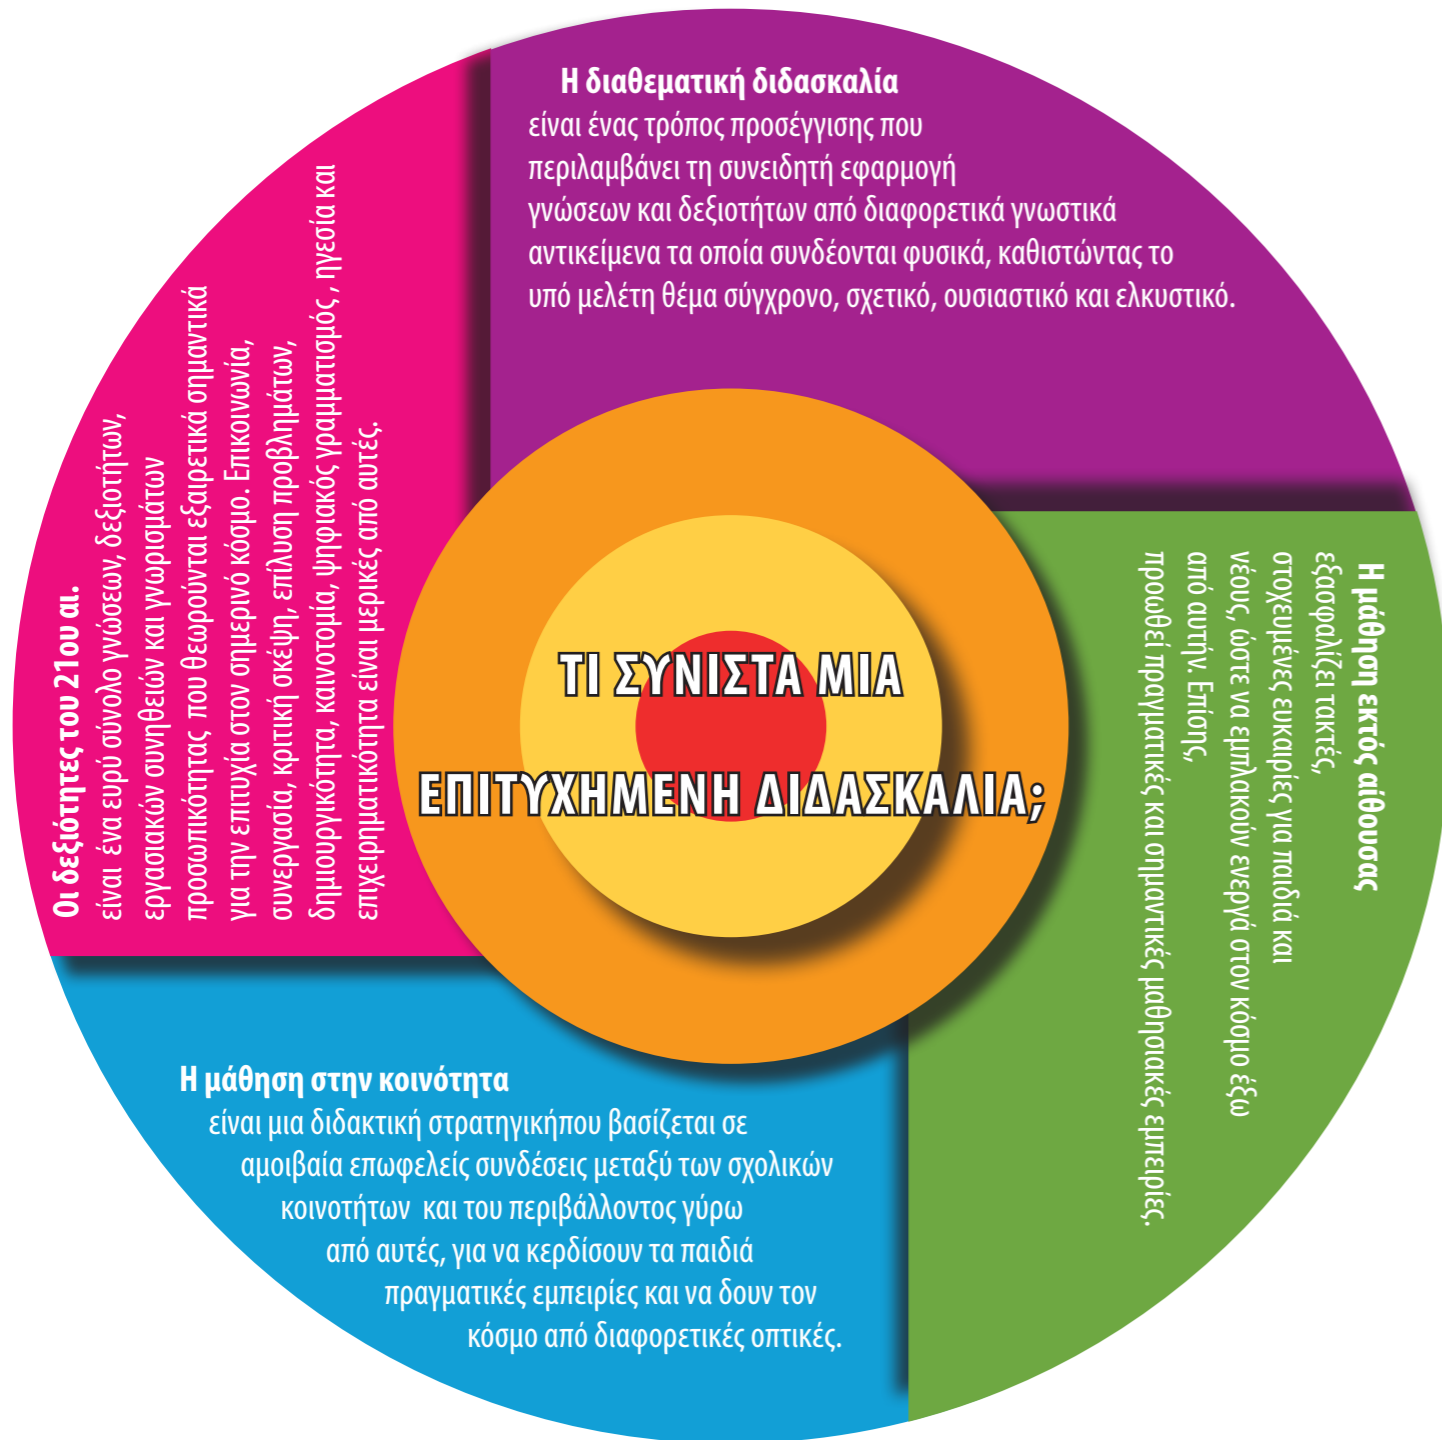 Η διαθεματική διδασκαλία
είναι ένας τρόπος προσέγγισης που
περιλαμβάνει τη συνειδητή εφαρμογή
γνώσεων και δεξιοτήτων από διαφορετικά γνωστικά
αντικείμενα τα οποία συνδέονται φυσικά, καθιστώντας το
υπό μελέτη θέμα σύγχρονο, σχετικό, ουσιαστικό και ελκυστικό.
Η μάθηση εκτός αίθουσας
εξασφαλίζει τακτές,
στοχευμένες ευκαιρίες για παιδιά και
νέους, ώστε να εμπλακούν ενεργά στον κόσμο έξω
από αυτήν. Επίσης,
προωθεί πραγματικές και σημαντικές μαθησιακές εμπειρίες.
Η μάθηση στην κοινότητα
είναι μια διδακτική στρατηγικήπου βασίζεται σε
αμοιβαία επωφελείς συνδέσεις μεταξύ των σχολικών
κοινοτήτων και του περιβάλλοντος γύρω
από αυτές, για να κερδίσουν τα παιδιά
πραγματικές εμπειρίες και να δουν τον
κόσμο από διαφορετικές οπτικές.
Οι δεξιότητες του 21ου αι.
είναι ένα ευρύ σύνολο γνώσεων, δεξιοτήτων,
εργασιακών συνηθειών και γνωρισμάτων
προσωπικότητας που θεωρούνται εξαιρετικά σημαντικά
για την επιτυχία στον σημερινό κόσμο. Επικοινωνία,
συνεργασία, κριτική σκέψη, επίλυση προβλημάτων,
δημιουργικότητα, καινοτομία, ψηφιακός γραμματισμός , ηγεσία και
επιχειρηματικότητα είναι μερικές από αυτές.
ΤΙ ΣΥΝΙΣΤΑ ΜΙΑ
ΕΠΙΤΥΧΗΜΕΝΗ ΔΙΔΑΣΚΑΛΙΑ;